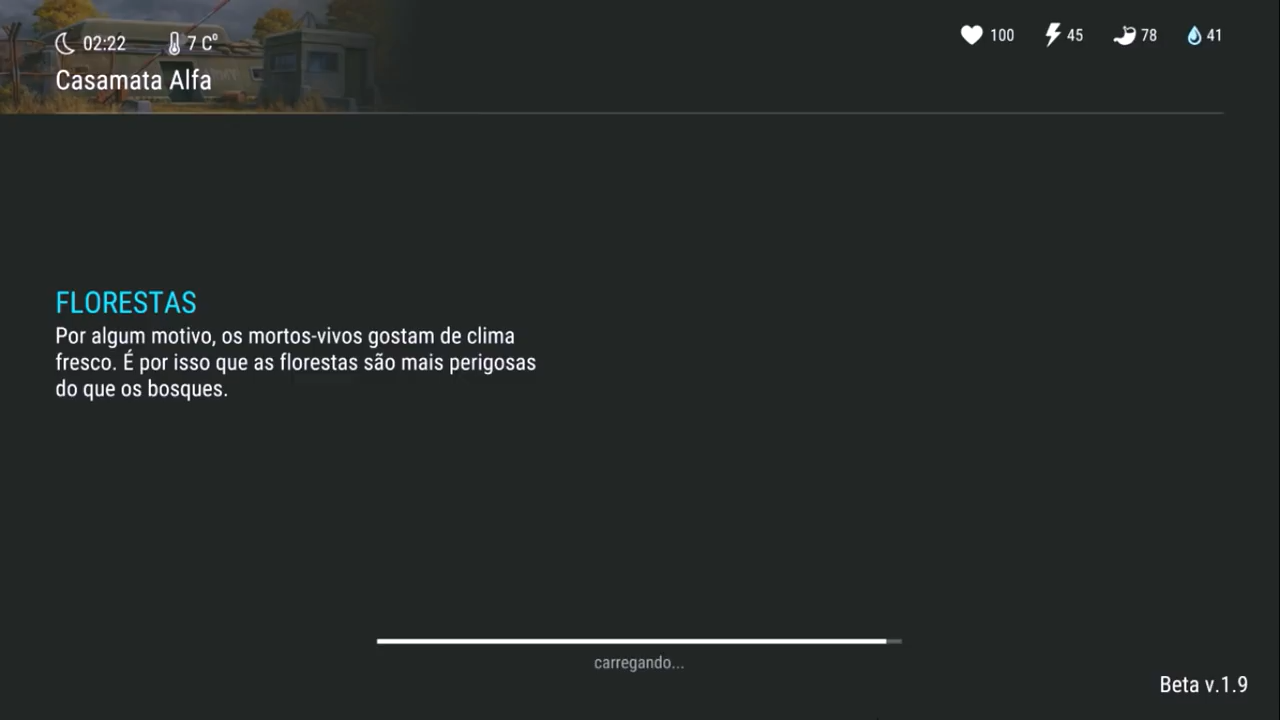 02:22 7 Cº
Casamata Alfa
100 45 78 41
FLORESTAS
Por algum motivo, os mortos-vivos gostam de clima
fresco. É por isso que as florestas são mais perigosas
do que os bosques.
carregando...
Beta v.1.9